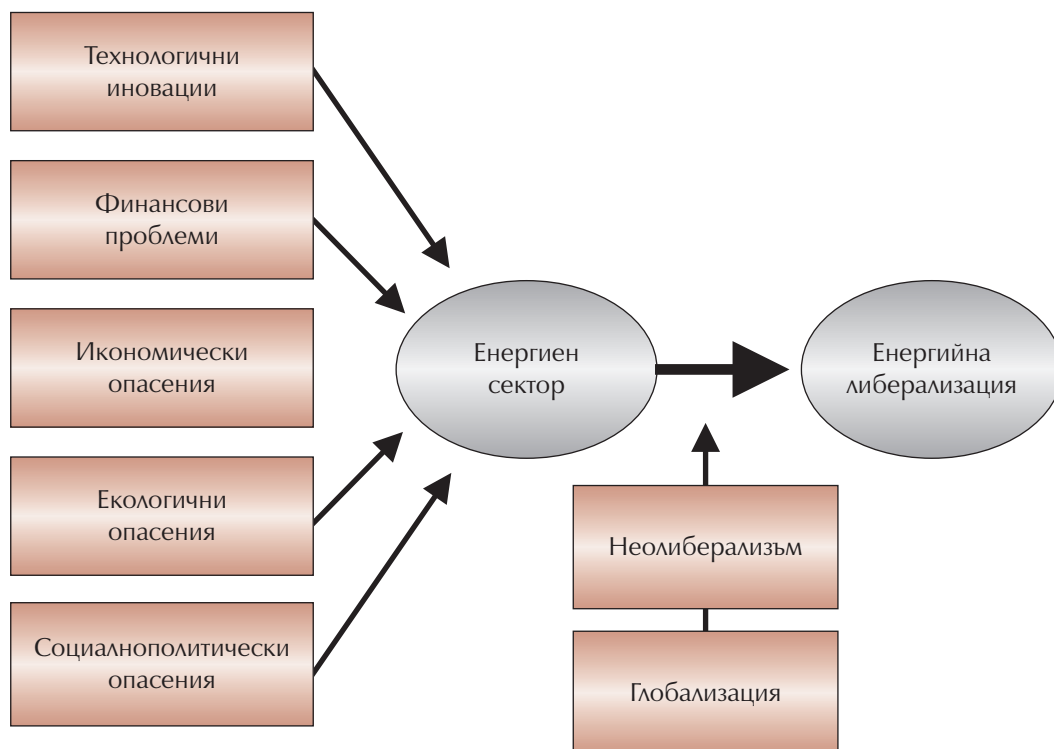 Технологични
иновации
Финансови
проблеми
Икономически
опасения
Екологични
опасения
Социалнополитически
опасения
Енергиен
сектор
Енергийна
либерализация
Неолиберализъм
Глобализация